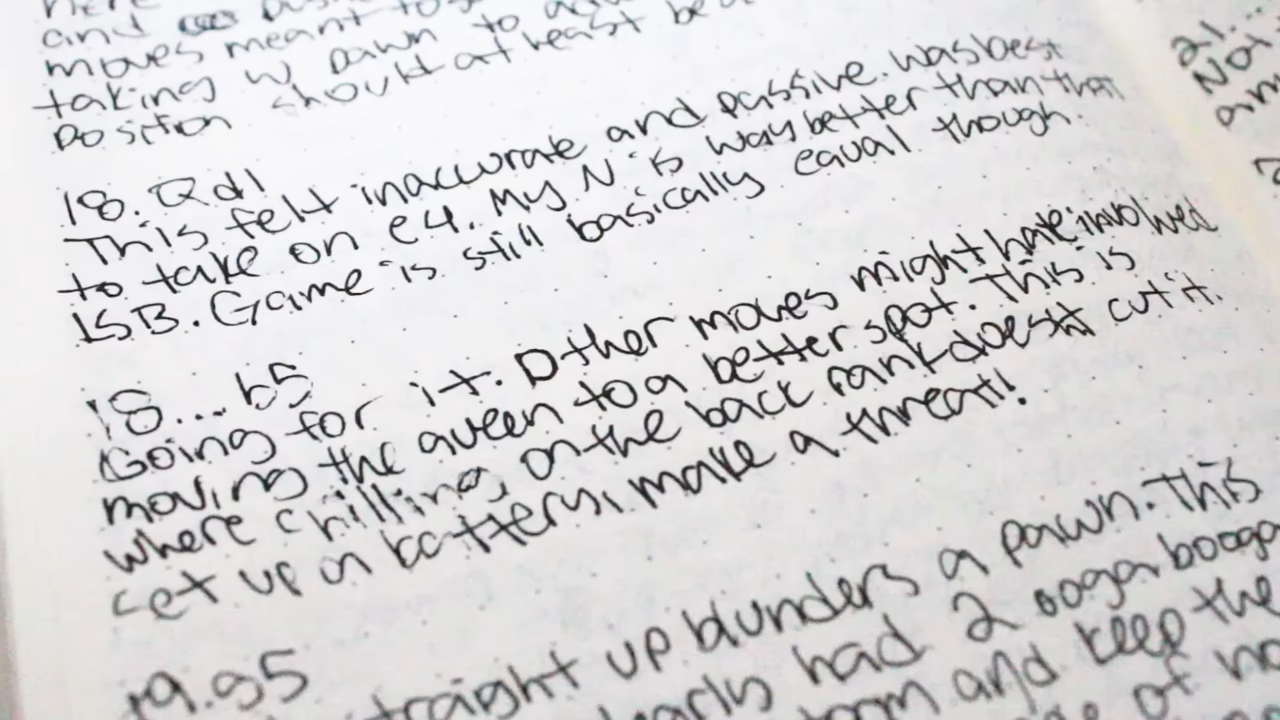 and
moves meant to
taking w pawn to
position should at least be
18. Qd1
This felt inaccurate and passive. Was best
to take on e4. My N is way better than that
LSB. Game is still basically equal though.
18... b5
Going for it. Other moves might have involved
moving the queen to a better spot. This is
where chilling on the back rank doesn't cut it.
set up a battery, make a threat!
19. g5
straight up blunders a pawn. This
had 2 ooga booga
and keep the
of
21...
Not